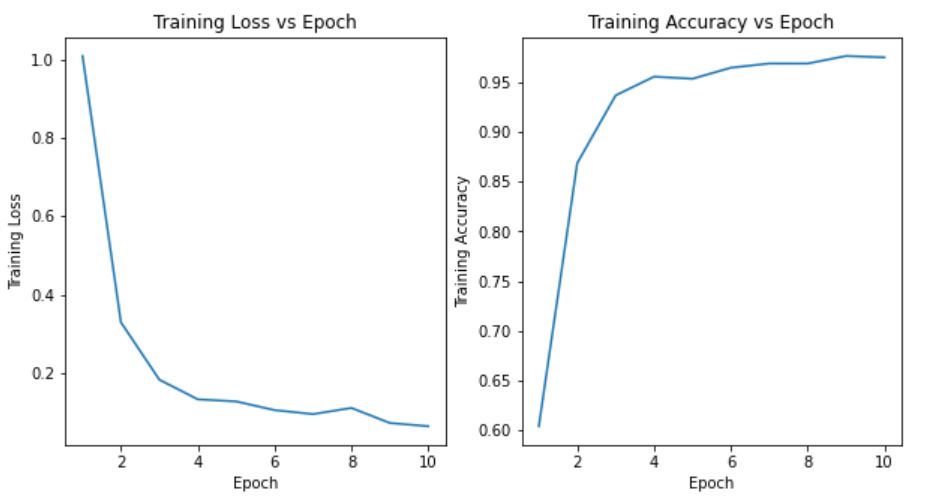 Training Loss vs Epoch
1.0
0.8
0.6
0.4
0.2
Training Loss
2 4 6 8 10
Epoch
Training Accuracy vs Epoch
0.95
0.90
0.85
0.80
0.75
0.70
0.65
0.60
Training Accuracy
2 4 6 8 10
Epoch